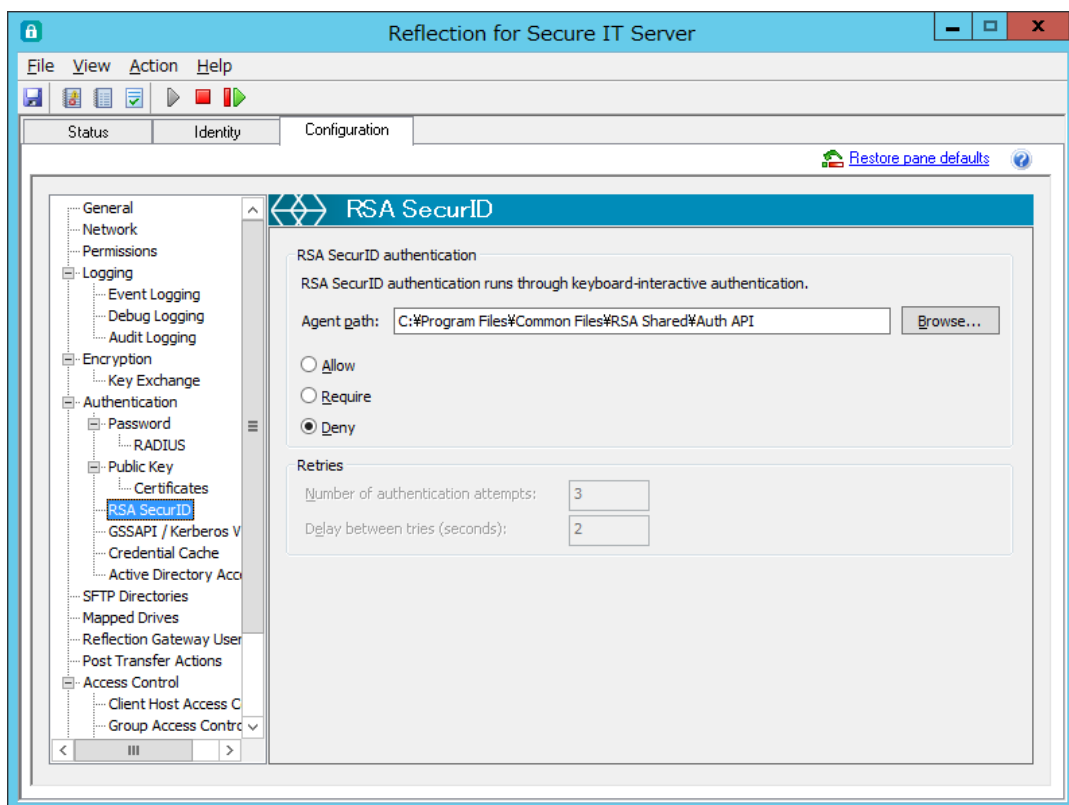 Reflection for Secure IT Server
File View Action Help
Status Identity Configuration
Restore pane defaults
General
Network
Permissions
Logging
Event Logging
Debug Logging
Audit Logging
Encryption
Key Exchange
Authentication
Password
RADIUS
Public Key
Certificates
RSA SecurID
GSSAPI / Kerberos V
Credential Cache
Active Directory Acc
SFTP Directories
Mapped Drives
Reflection Gateway User
Post Transfer Actions
Access Control
Client Host Access C
Group Access Contro
RSA SecurID
RSA SecurID authentication
RSA SecurID authentication runs through keyboard-interactive authentication.
Agent path: C:¥Program Files¥Common Files¥RSA Shared¥Auth API Browse...
Allow
Require
Deny
Retries
Number of authentication attempts: 3
Delay between tries (seconds): 2